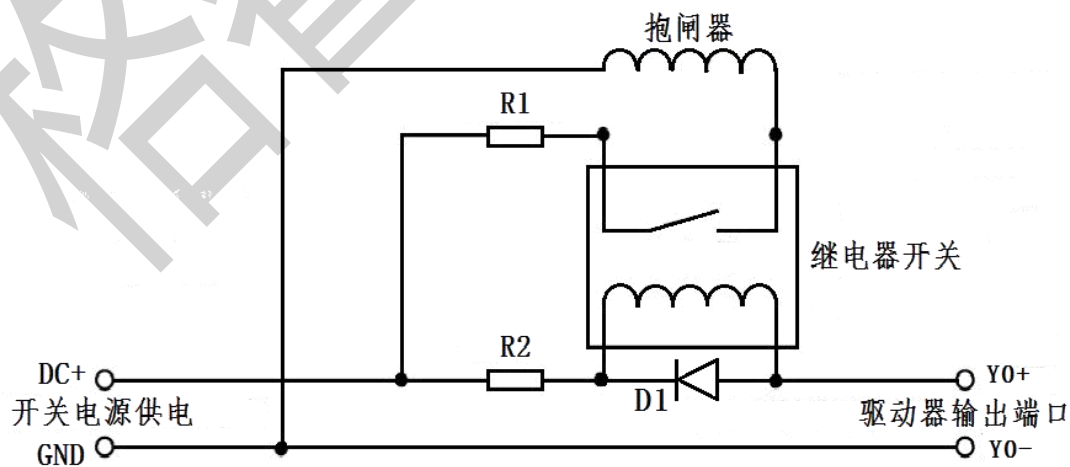 抱闸器
R1
继电器开关
R2
DC+
D1
Y0+
开关电源供电
驱动器输出端口
GND
Y0-